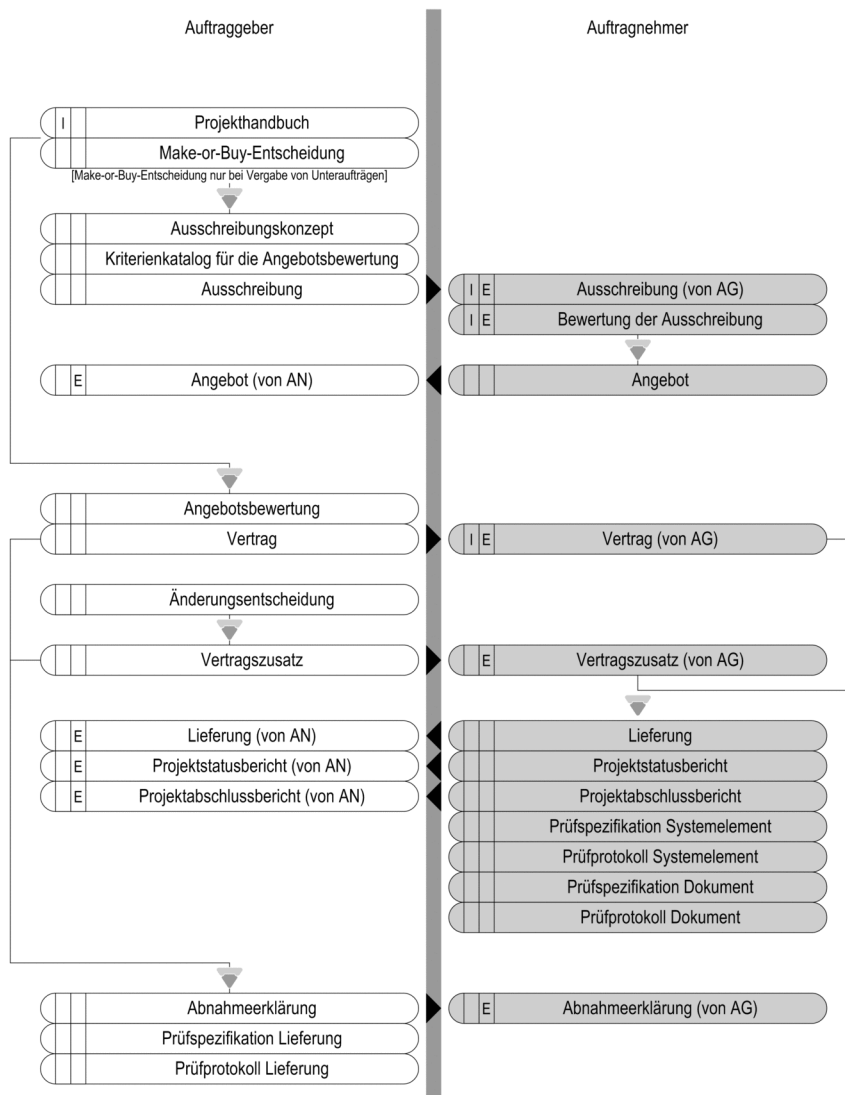 Auftraggeber Auftragnehmer
I Projekthandbuch
Make-or-Buy-Entscheidung
[Make-or-Buy-Entscheidung nur bei Vergabe von Unteraufträgen]
Ausschreibungskonzept
Kriterienkatalog für die Angebotsbewertung
Ausschreibung I E Ausschreibung (von AG)
I E Bewertung der Ausschreibung
E Angebot (von AN) Angebot
Angebotsbewertung
Vertrag I E Vertrag (von AG)
Änderungsentscheidung
Vertragszusatz E Vertragszusatz (von AG)
E Lieferung (von AN) Lieferung
E Projektstatusbericht (von AN) Projektstatusbericht
E Projektabschlussbericht (von AN) Projektabschlussbericht
Prüfspezifikation Systemelement
Prüfprotokoll Systemelement
Prüfspezifikation Dokument
Prüfprotokoll Dokument
Abnahmeerklärung E Abnahmeerklärung (von AG)
Prüfspezifikation Lieferung
Prüfprotokoll Lieferung